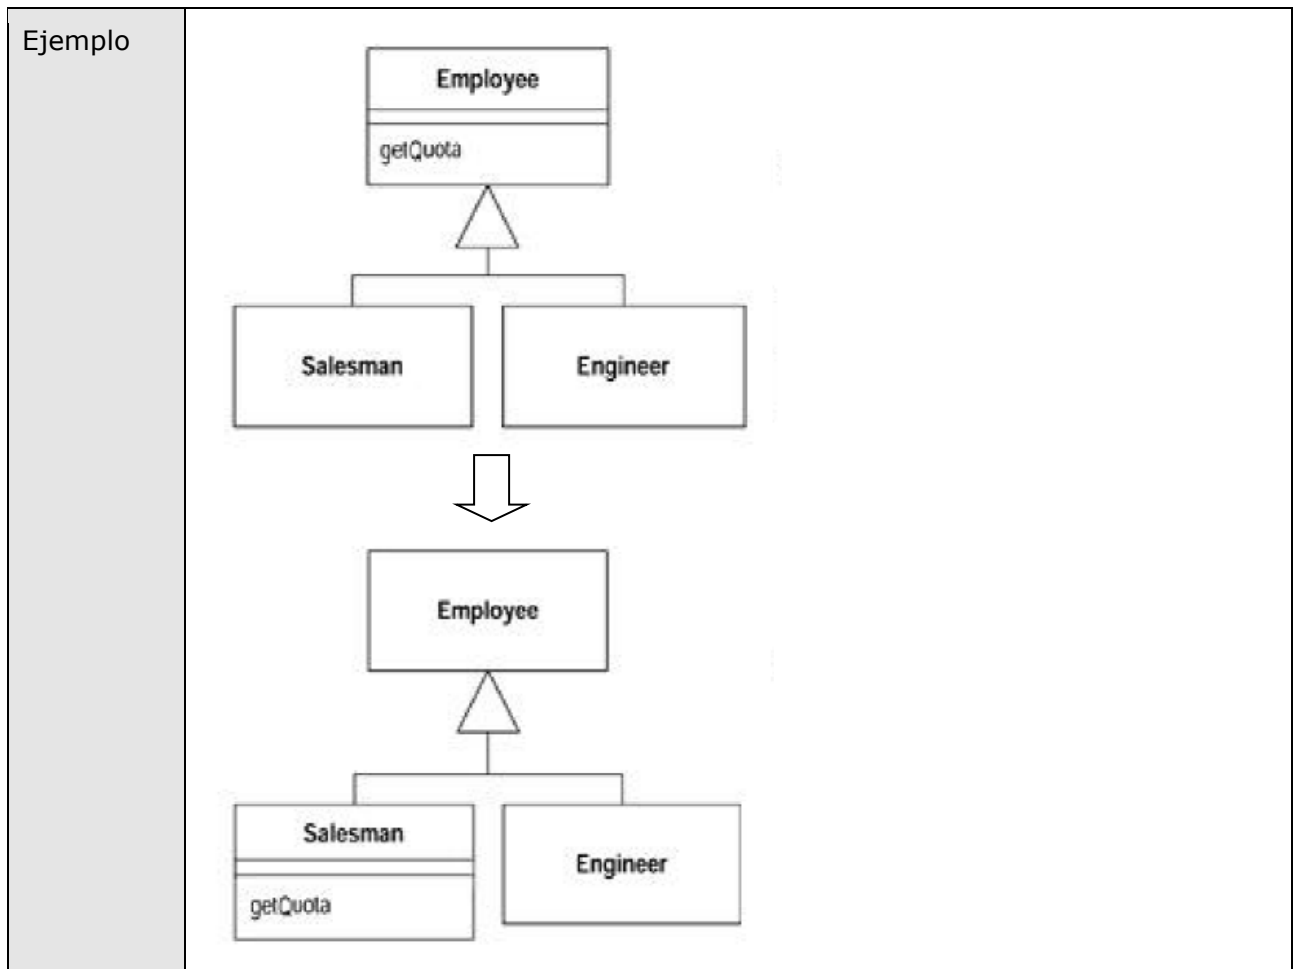 Ejemplo
Employee
getQuota
Salesman
Engineer
Employee
Salesman
Engineer
getQuota